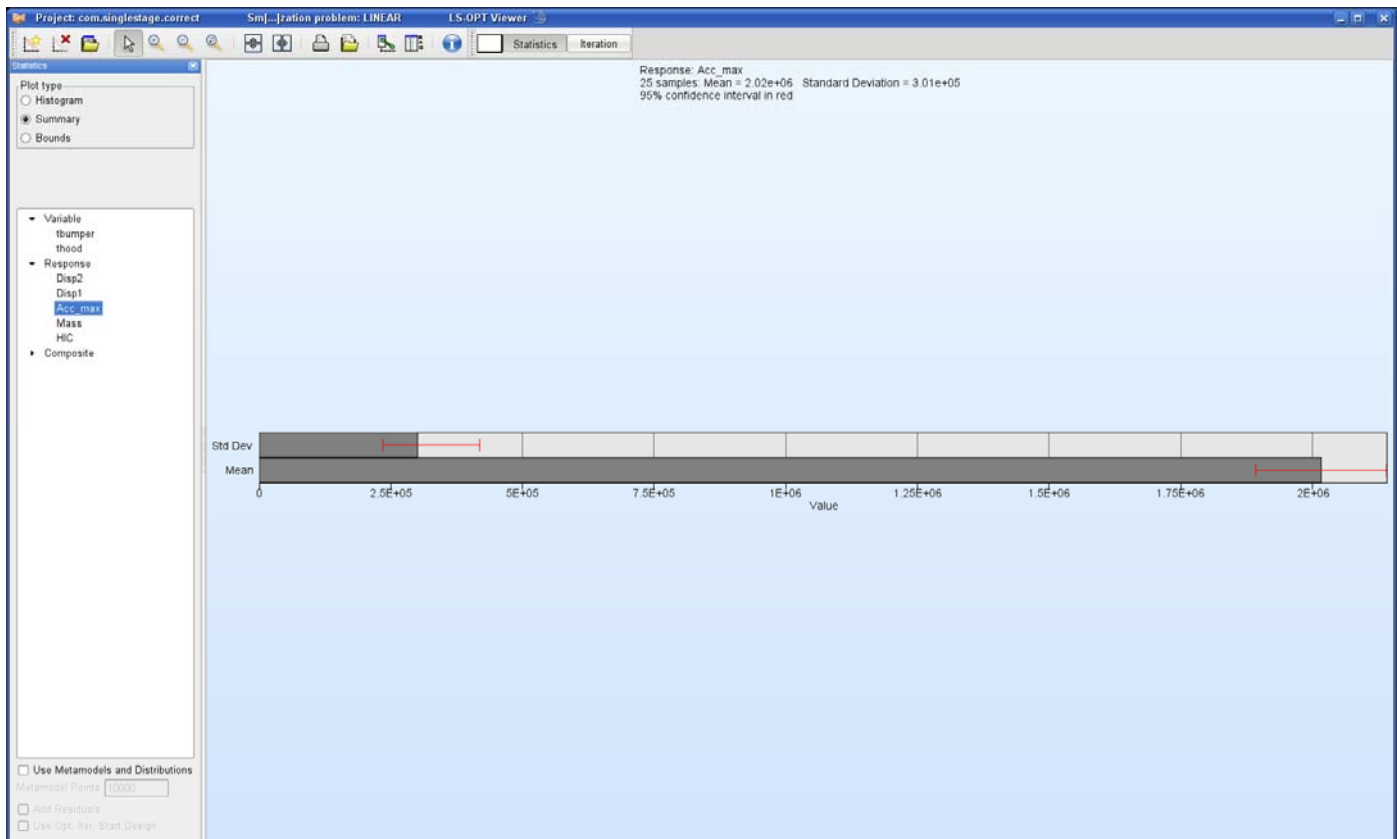 Project: com.singlestage.correct Sm[...]zation problem: LINEAR LS-OPT Viewer
Statistics Iteration
Statistics
Plot type
Histogram
Summary
Bounds
Variable
tbumper
thood
Response
Disp2
Disp1
Acc_max
Mass
HIC
Composite
Use Metamodels and Distributions
Metamodel Points 10000
Add Residuals
Use Opt. Iter. Start Design
Response: Acc_max
25 samples: Mean = 2.02e+06 Standard Deviation = 3.01e+05
95% confidence interval in red
Std Dev
Mean
0 2.5E+05 5E+05 7.5E+05 1E+06 1.25E+06 1.5E+06 1.75E+06 2E+06
Value